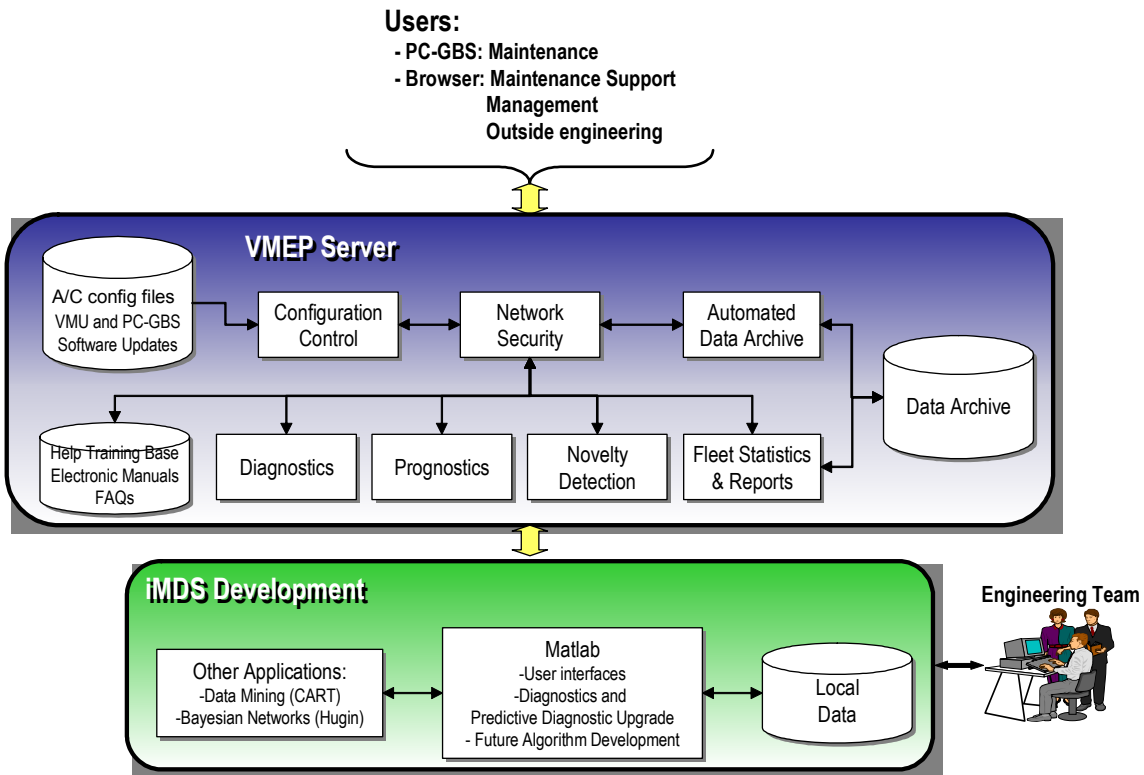 Users:
- PC-GBS: Maintenance
- Browser: Maintenance Support
Management
Outside engineering
VMEP Server
A/C config files
VMU and PC-GBS
Software Updates
Configuration
Control
Network
Security
Automated
Data Archive
Data Archive
Help Training Base
Electronic Manuals
FAQs
Diagnostics
Prognostics
Novelty
Detection
Fleet Statistics
& Reports
iMDS Development
Engineering Team
Other Applications:
-Data Mining (CART)
-Bayesian Networks (Hugin)
Matlab
-User interfaces
-Diagnostics and
Predictive Diagnostic Upgrade
- Future Algorithm Development
Local
Data